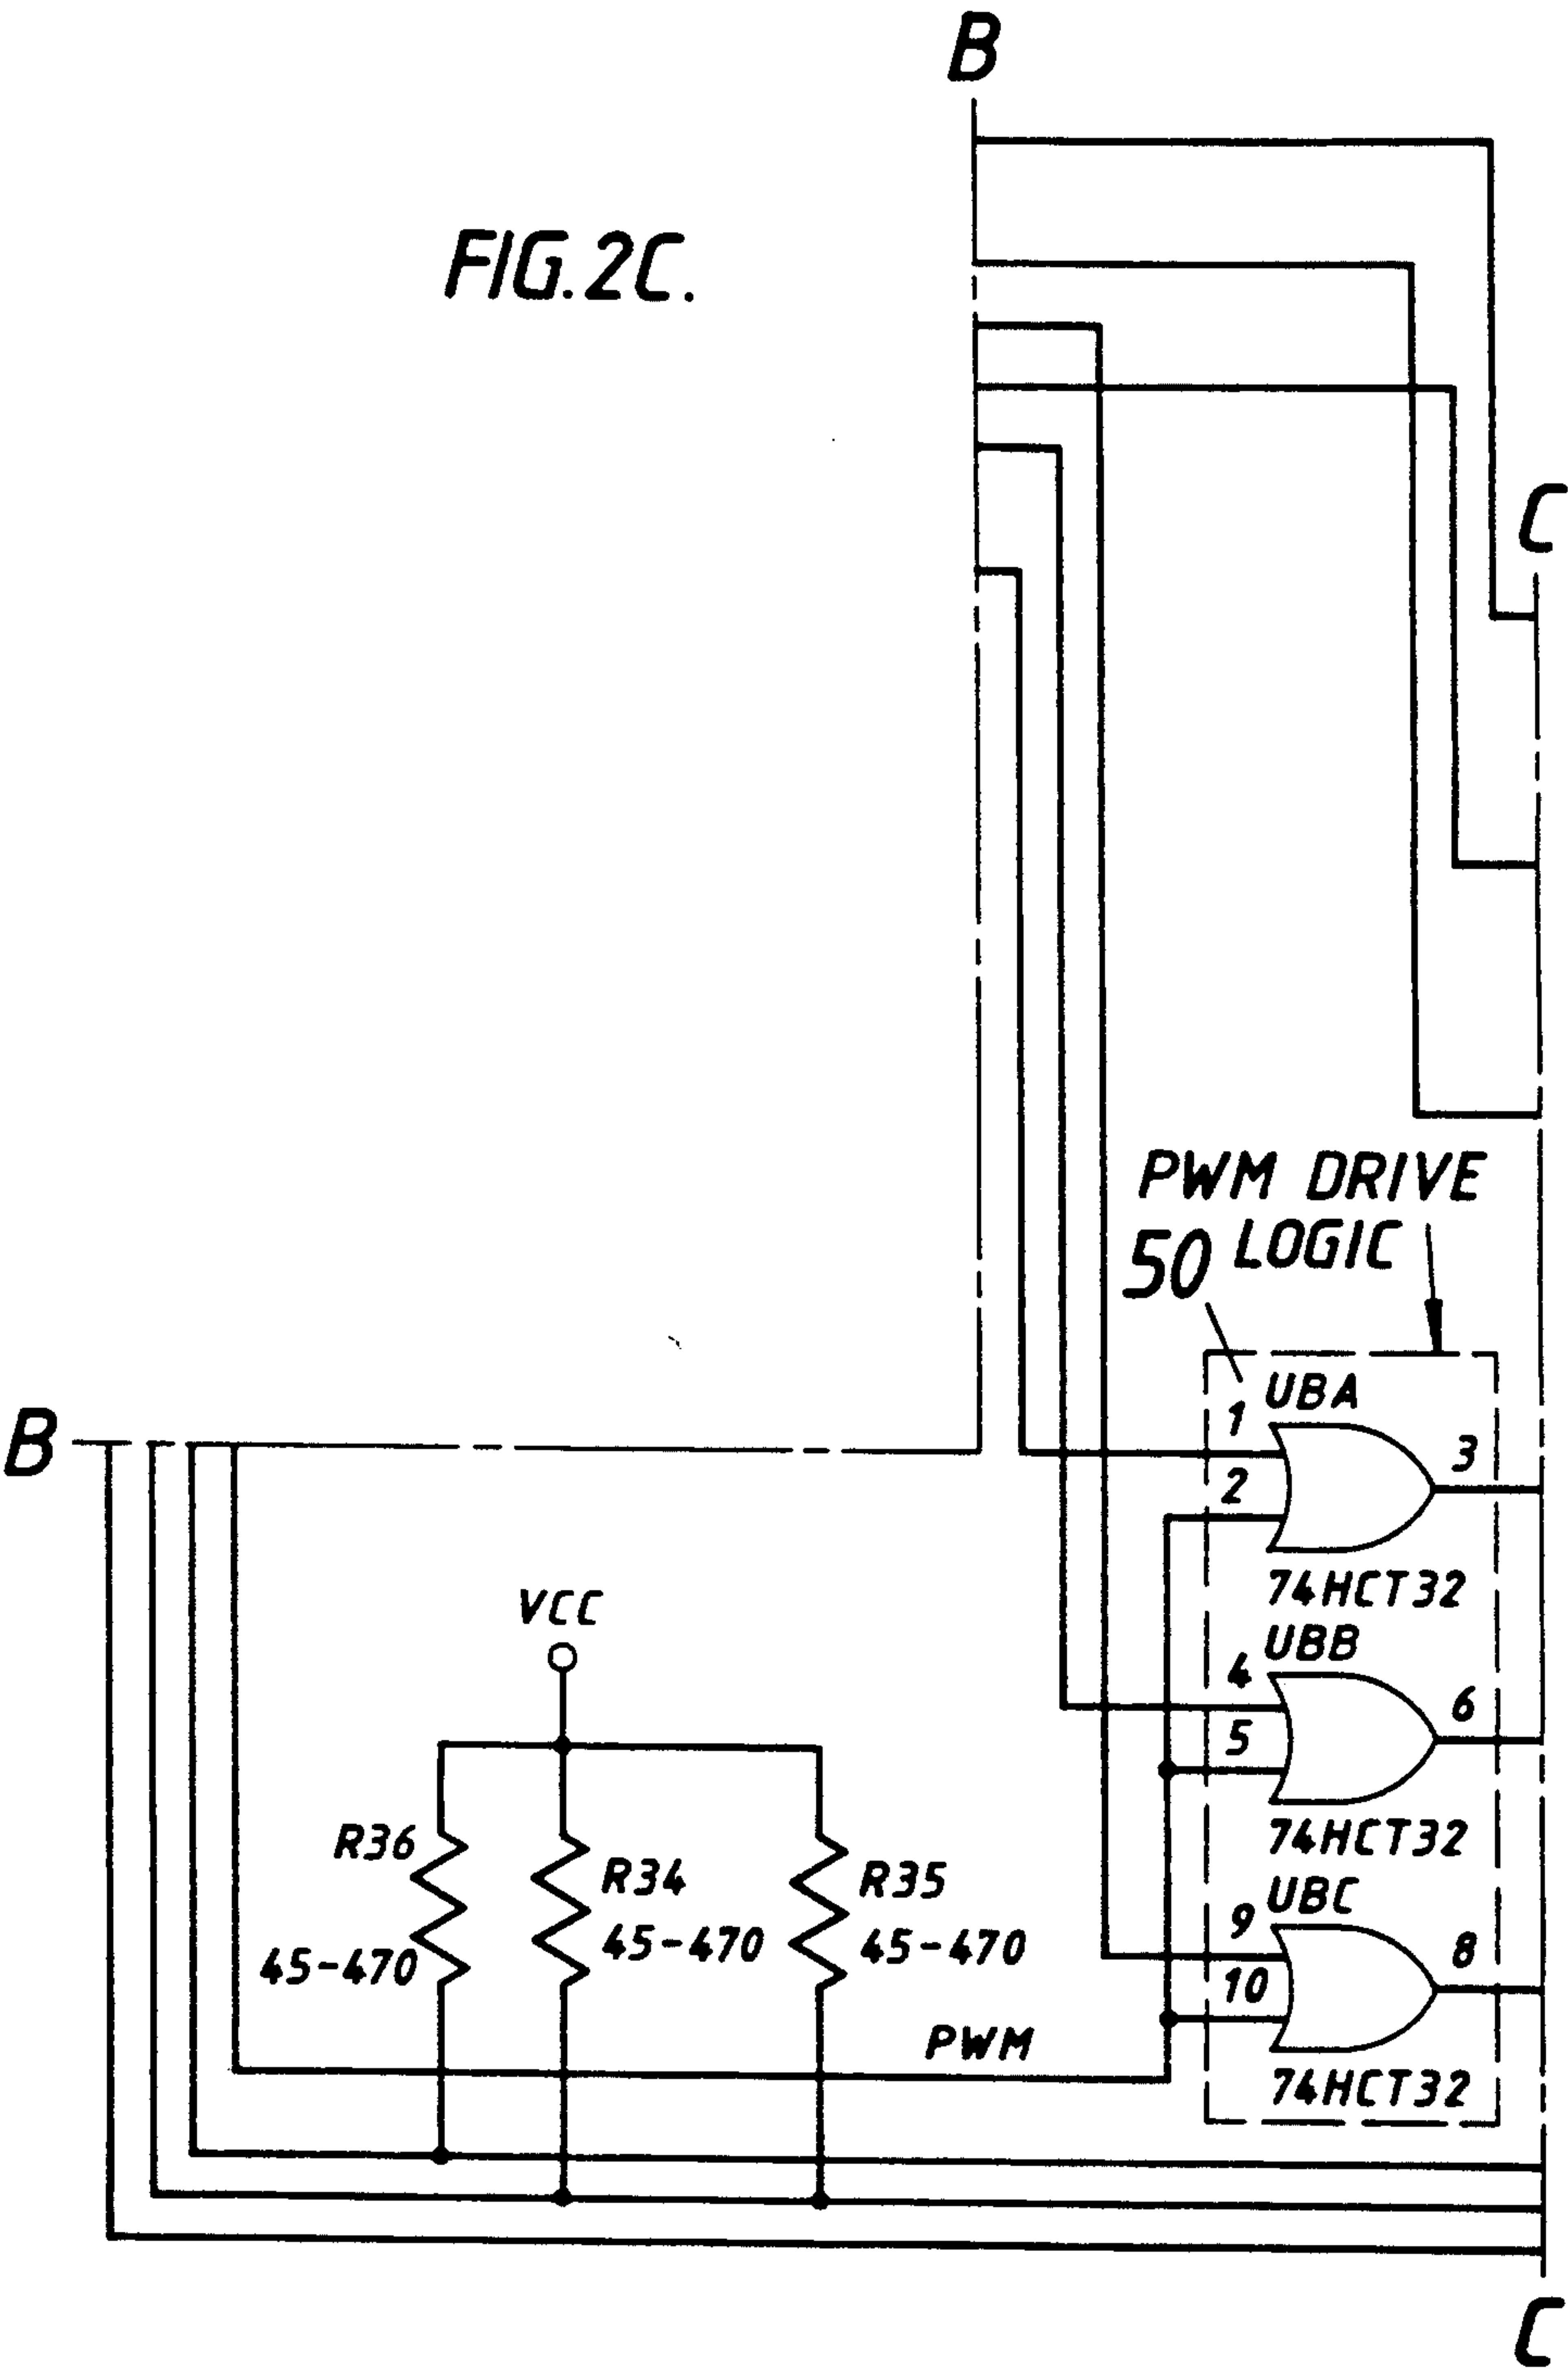 B
FIG.2C.
C
PWM DRIVE
50 LOGIC
UBA
1
2
3
74HCT32
B
VCC
UBB
4
5
6
74HCT32
R36
45-470
R34
45-470
R35
45-470
UBC
9
10
8
74HCT32
PWM
C